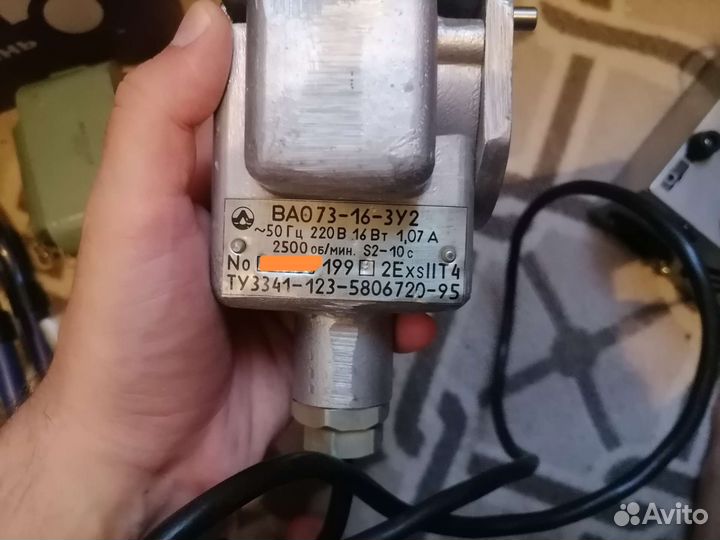 нь
ВАО73-16-3У2
~50 Гц 220 В 16 Вт 1,07 А
2500 об/мин. S2-10 с
No 199 2ExsIIT4
ТУ3341-123-5806720-95
Avito